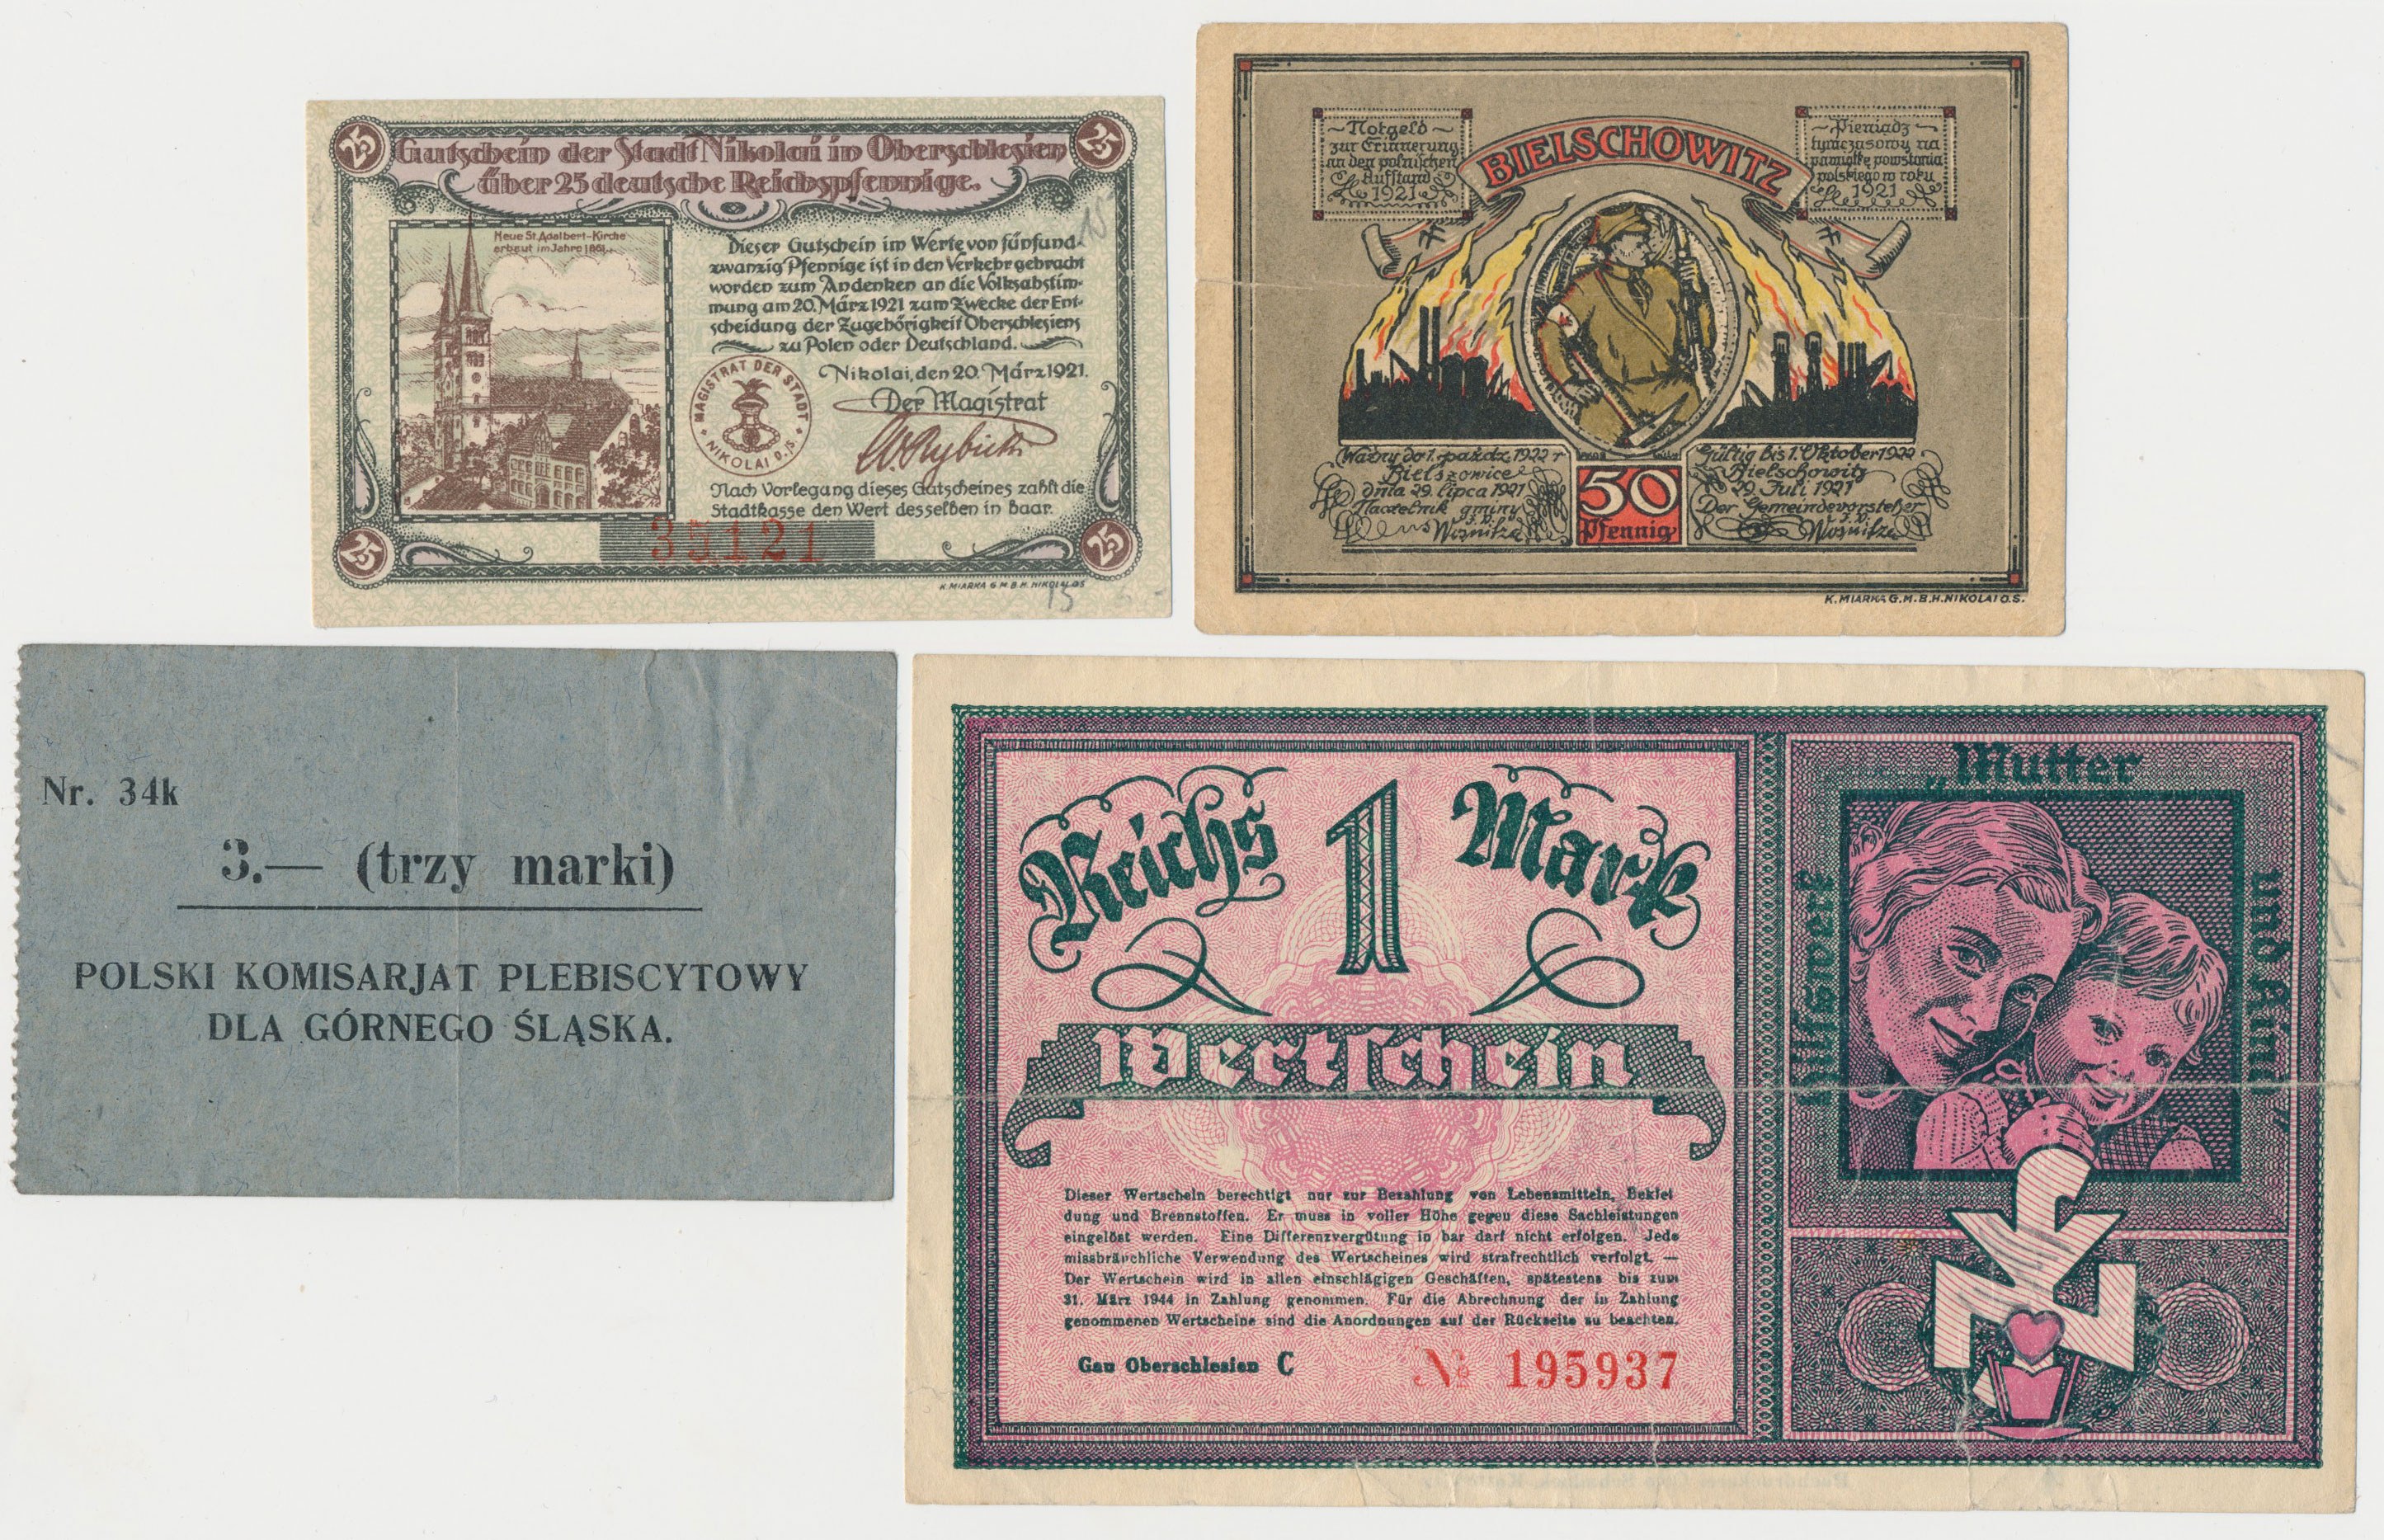 25
25
Gutschein der Stadt Nikolai in Oberschlesien
über 25 deutsche Reichspfennige.
Neue St. Adalbert-Kirche
erbaut im Jahre 1861.
Dieser Gutschein im Werte von fünfund-
zwanzig Pfennige ist in den Verkehr gebracht
worden zum Andenken an die Volksabstim-
mung am 20. März 1921 zum Zwecke der Ent-
scheidung der Zugehörigkeit Oberschlesiens
zu Polen oder Deutschland.
Nikolai, den 20. März 1921.
Der Magistrat
MAGISTRAT DER STADT
NIKOLAI O./S.
Nach Vorlegung dieses Gutscheines zahlt die
Stadtkasse den Wert desselben in baar.
35121
25
25
K. MIARKA G.M.B.H. NIKOLAI OS
15
15
~Notgeld~
zur Erinnerung
an den polnischen
Aufstand
1921
BIELSCHOWITZ
~Pieniądz~
tymczasowy na
pamiątkę powstania
polskiego w roku
1921
Ważny do 1. paźdz. 1922 r
Bielszowice
dnia 29. lipca 1921
Naczelnik gminy
Wosnitza
50
Pfennig
Gültig bis 1. Oktober 1922
Bielschowitz
29. Juli 1921
Der Gemeindevorsteher
Wosnitza
K. MIARKA G.M.B.H. NIKOLAI O.S.
Nr. 34k
3.— (trzy marki)
POLSKI KOMISARJAT PLEBISCYTOWY
DLA GÓRNEGO ŚLĄSKA.
Reichs 1 Mark
Wertschein
Dieser Wertschein berechtigt nur zur Bezahlung von Lebensmitteln, Beklei
dung und Brennstoffen. Er muss in voller Höhe gegen diese Sachleistungen
eingelöst werden. Eine Differenzvergütung in bar darf nicht erfolgen. Jede
missbräuchliche Verwendung des Wertscheines wird strafrechtlich verfolgt. —
Der Wertschein wird in allen einschlägigen Geschäften, spätestens bis zum
31. März 1944 in Zahlung genommen. Für die Abrechnung der in Zahlung
genommenen Wertscheine sind die Anordnungen auf der Rückseite zu beachten.
Gau Oberschlesien C
№ 195937
Hilfswerk
„Mutter
und Kind“